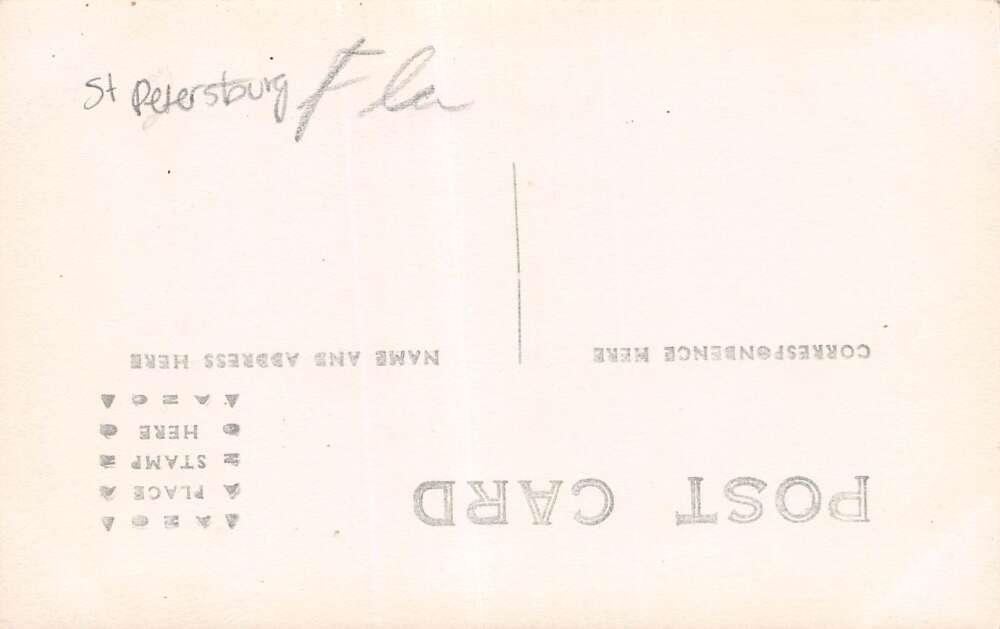 St Petersburg Fla
POST CARD
CORRESPONDENCE HERE
NAME AND ADDRESS HERE
▲ A Z O ▲
A PLACE A
Z STAMP Z
O HERE O
▲ A Z O ▲